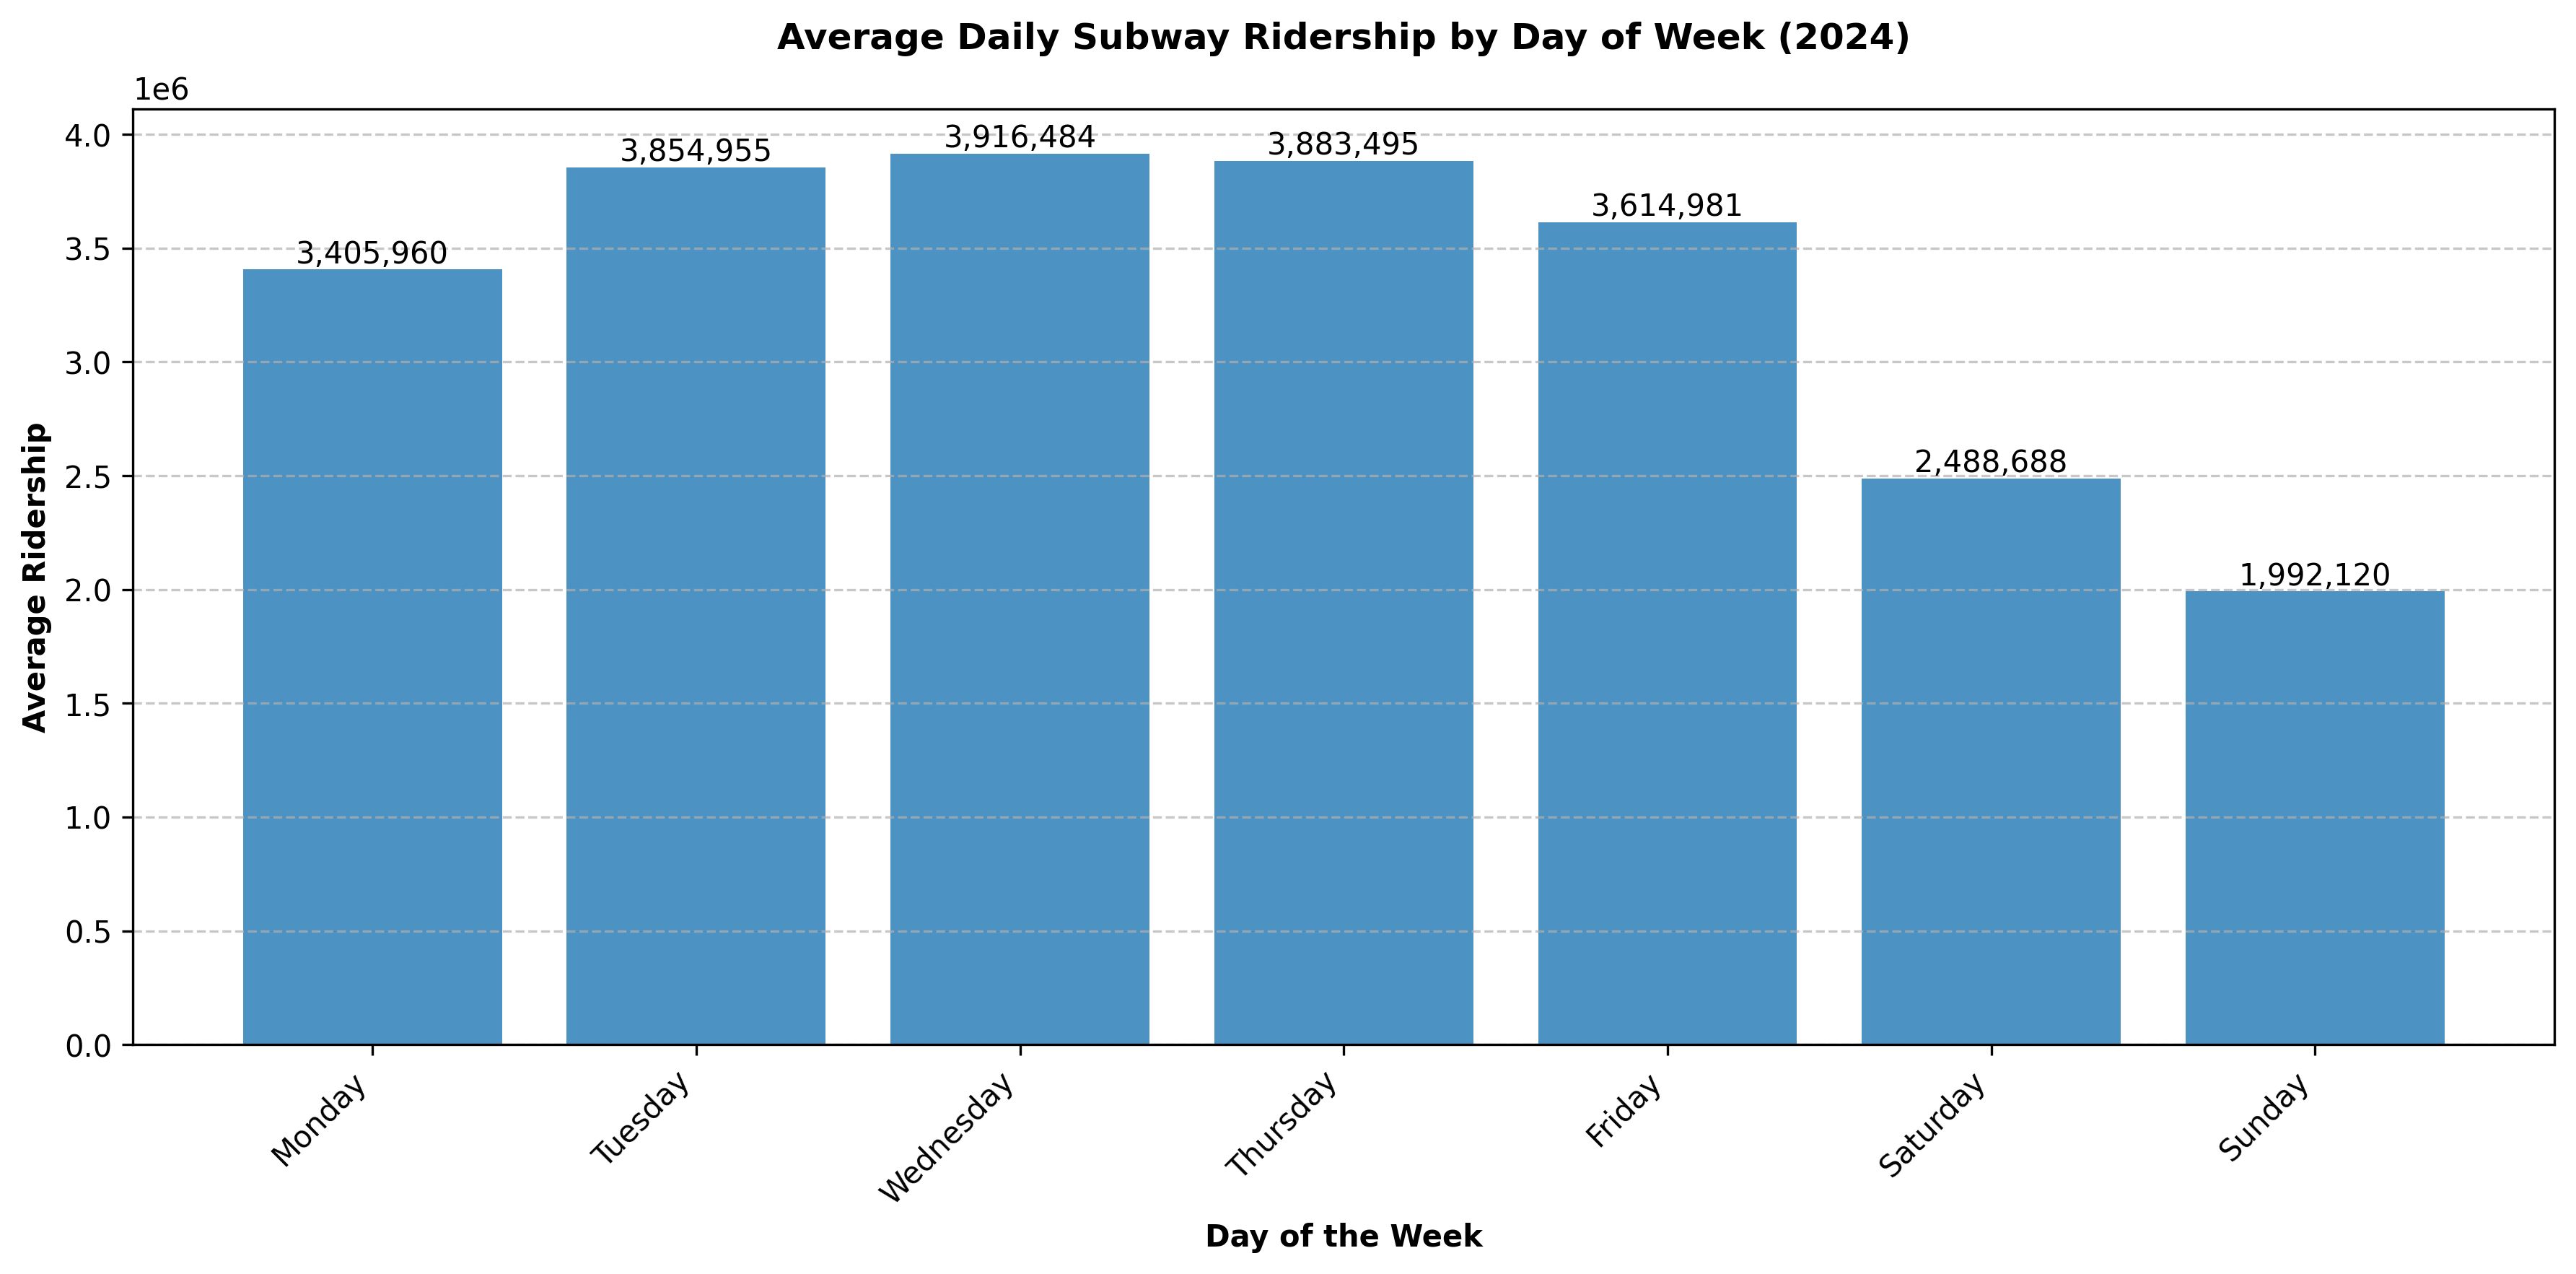 Average Daily Subway Ridership by Day of Week (2024)
1e6
4.0
3.5
3.0
2.5
2.0
1.5
1.0
0.5
0.0
Average Ridership
3,405,960
3,854,955
3,916,484
3,883,495
3,614,981
2,488,688
1,992,120
Monday
Tuesday
Wednesday
Thursday
Friday
Saturday
Sunday
Day of the Week